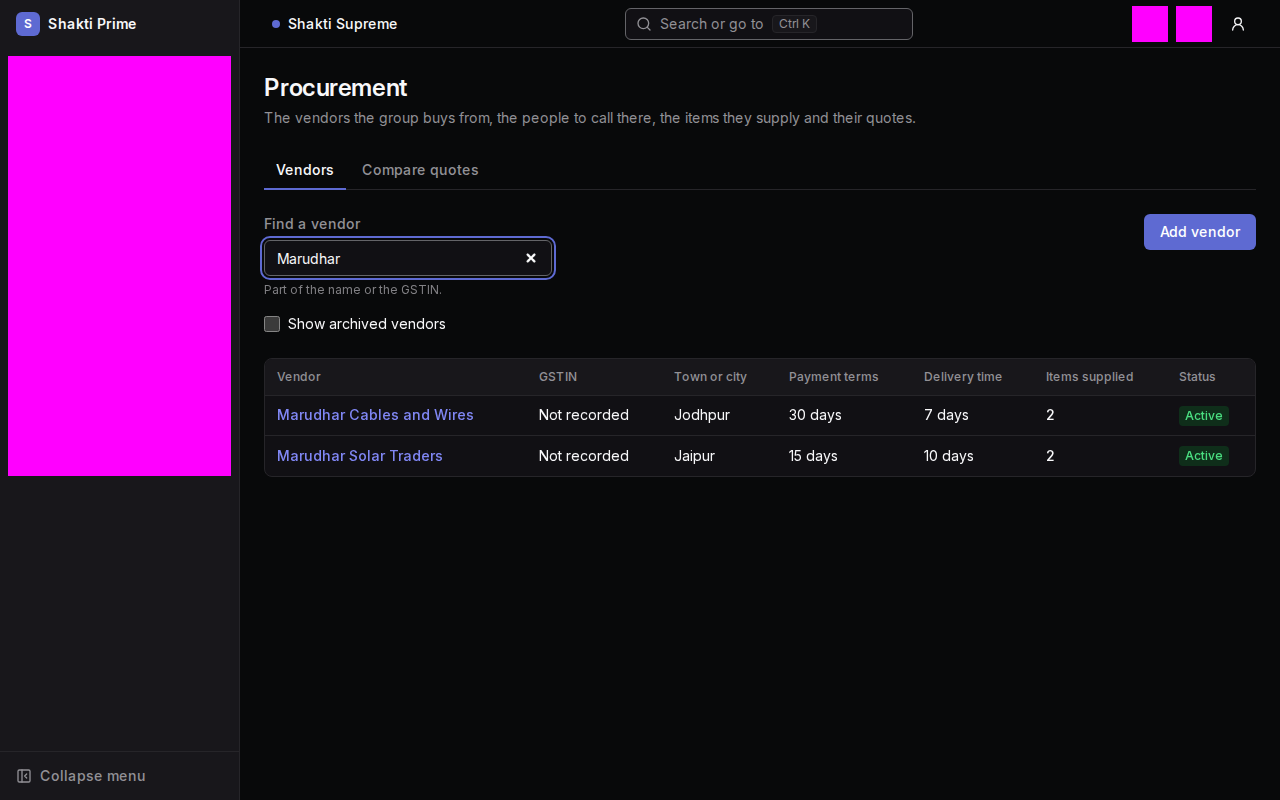 S Shakti Prime
Shakti Supreme
Search or go to Ctrl K
Procurement
The vendors the group buys from, the people to call there, the items they supply and their quotes.
Vendors Compare quotes
Find a vendor
Add vendor
Marudhar
Part of the name or the GSTIN.
Show archived vendors
Vendor GSTIN Town or city Payment terms Delivery time Items supplied Status
Marudhar Cables and Wires Not recorded Jodhpur 30 days 7 days 2 Active
Marudhar Solar Traders Not recorded Jaipur 15 days 10 days 2 Active
Collapse menu